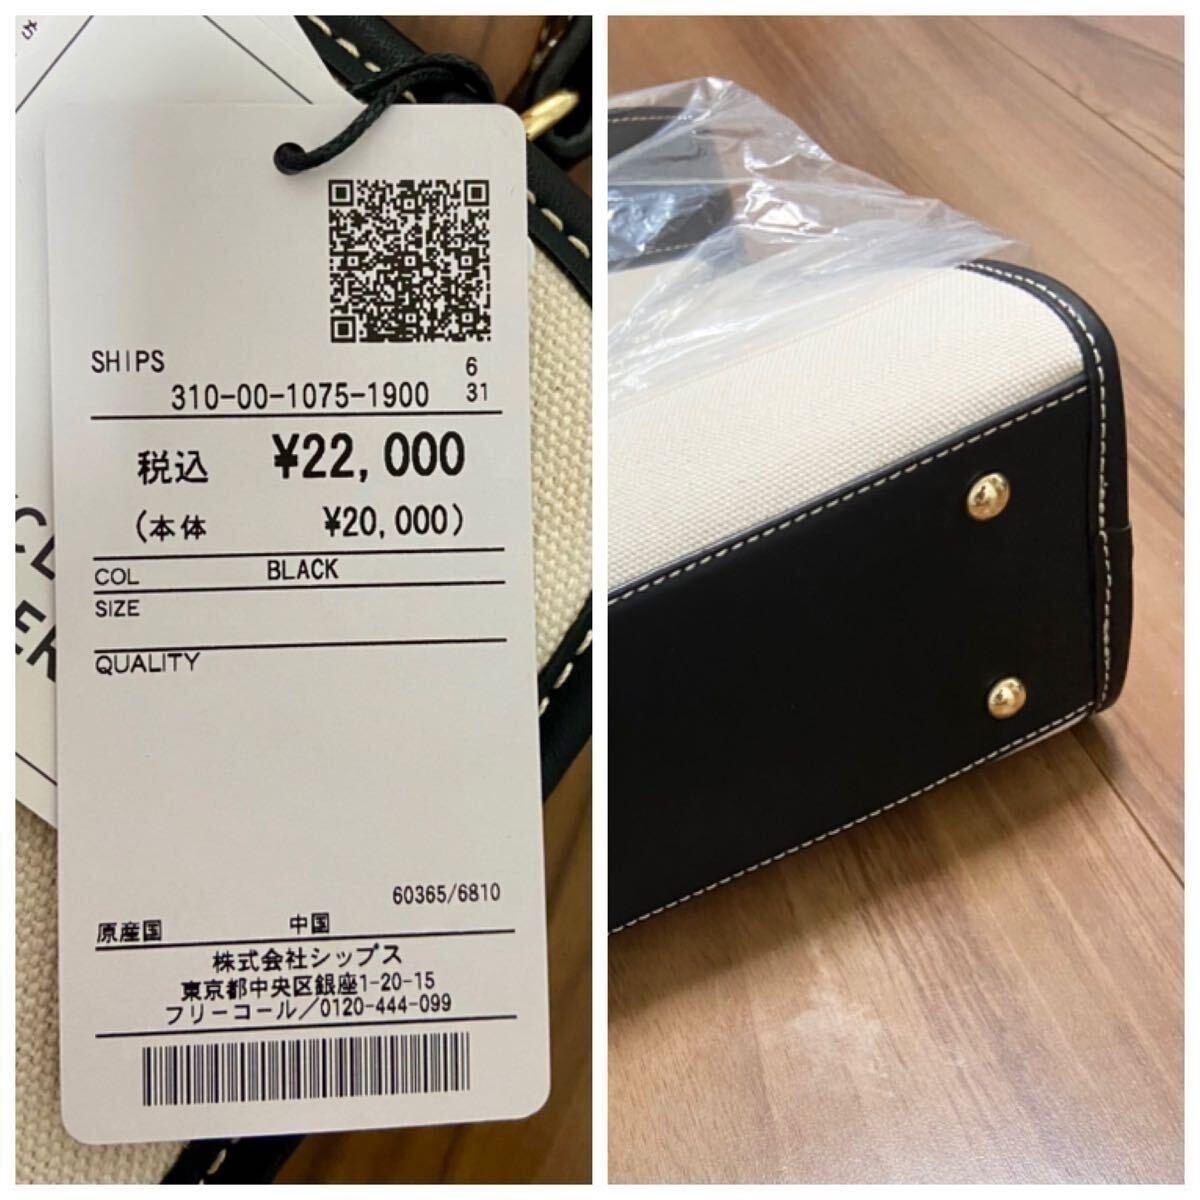 SHIPS 6
310-00-1075-1900 31
税込 ¥22,000
(本体 ¥20,000)
COL BLACK
SIZE
QUALITY
60365/6810
原産国 中国
株式会社シップス
東京都中央区銀座1-20-15
フリーコール/0120-444-099